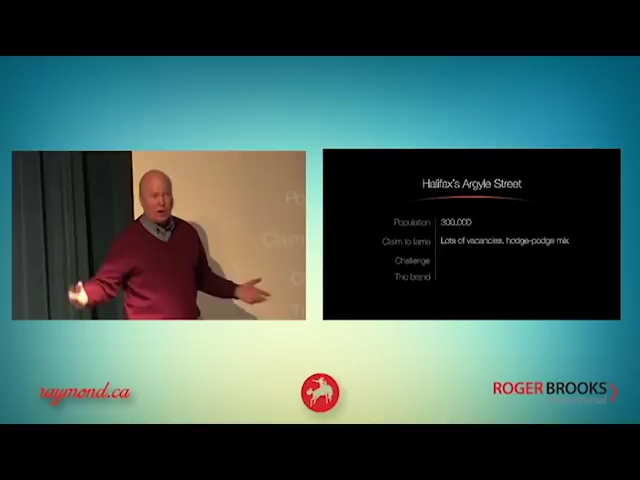 Halifax's Argyle Street
Population 300,000
Claim to fame Lots of vacancies, hodge-podge mix
Challenge
The brand
raymond.ca
ROGER BROOKS